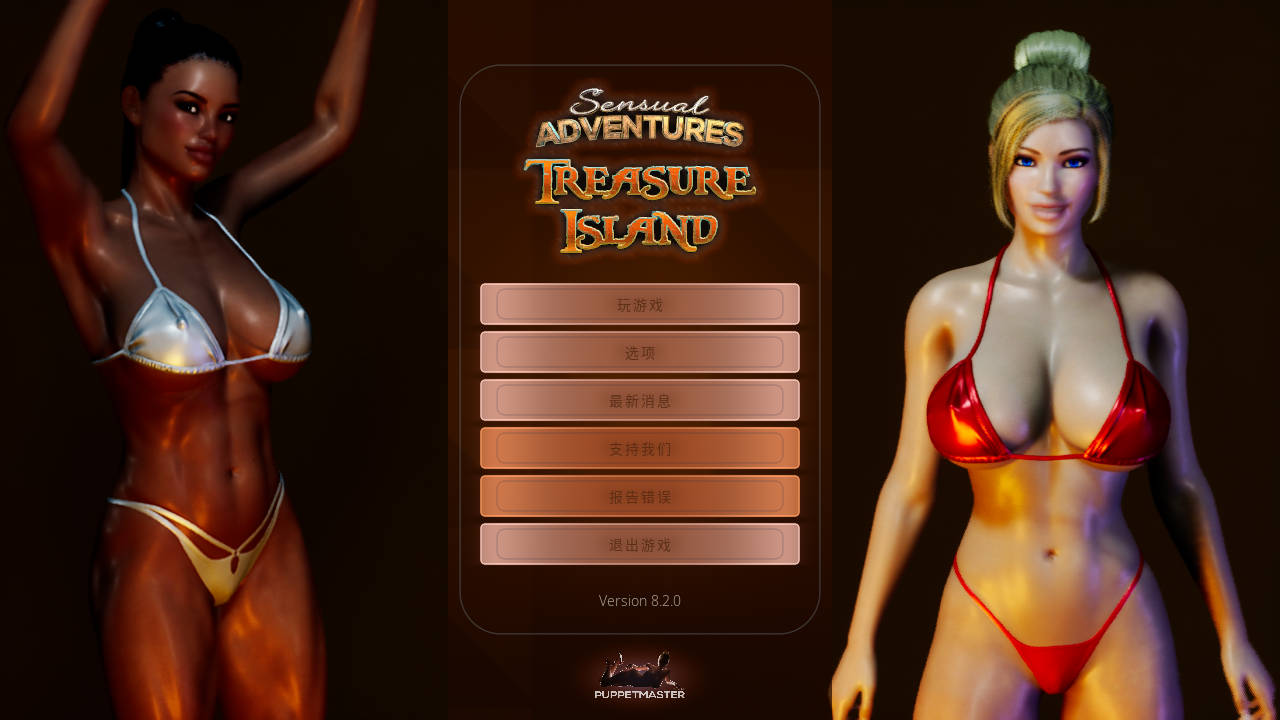 Sensual
ADVENTURES
TREASURE
ISLAND
玩游戏
选项
最新消息
支持我们
报告错误
退出游戏
Version 8.2.0
PUPPETMASTER